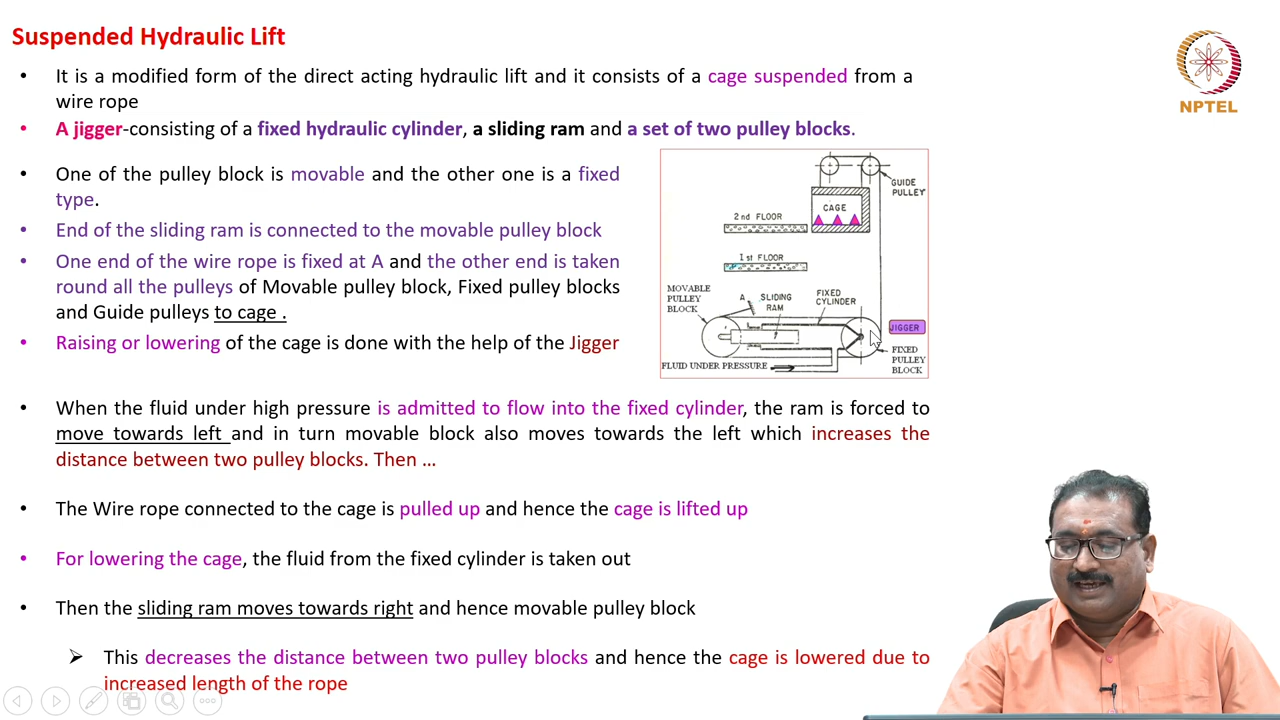 Suspended Hydraulic Lift
NPTEL
• It is a modified form of the direct acting hydraulic lift and it consists of a cage suspended from a
wire rope
• A jigger-consisting of a fixed hydraulic cylinder, a sliding ram and a set of two pulley blocks.
• One of the pulley block is movable and the other one is a fixed
type.
• End of the sliding ram is connected to the movable pulley block
• One end of the wire rope is fixed at A and the other end is taken
round all the pulleys of Movable pulley block, Fixed pulley blocks
and Guide pulleys to cage .
• Raising or lowering of the cage is done with the help of the Jigger
GUIDE
PULLEY
CAGE
2nd FLOOR
1st FLOOR
MOVABLE
PULLEY
BLOCK
A
SLIDING
RAM
FIXED
CYLINDER
JIGGER
FIXED
PULLEY
BLOCK
FLUID UNDER PRESSURE
• When the fluid under high pressure is admitted to flow into the fixed cylinder, the ram is forced to
move towards left and in turn movable block also moves towards the left which increases the
distance between two pulley blocks. Then ...
• The Wire rope connected to the cage is pulled up and hence the cage is lifted up
• For lowering the cage, the fluid from the fixed cylinder is taken out
• Then the sliding ram moves towards right and hence movable pulley block
➢ This decreases the distance between two pulley blocks and hence the cage is lowered due to
increased length of the rope